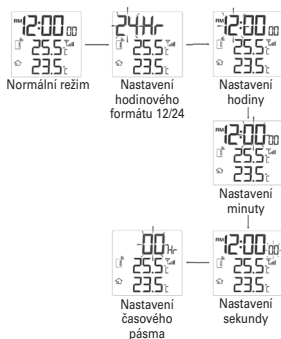 AM 12:00 00
25.5°C
23.5°C
Normální režim
24Hr
25.5°C
23.5°C
Nastavení
hodinového
formátu 12/24
AM 12:00 00
25.5°C
23.5°C
Nastavení
hodiny
AM 12:00 00
25.5°C
23.5°C
Nastavení
minuty
AM 12:00 00
25.5°C
23.5°C
Nastavení
sekundy
00Hr
25.5°C
23.5°C
Nastavení
časového
pásma